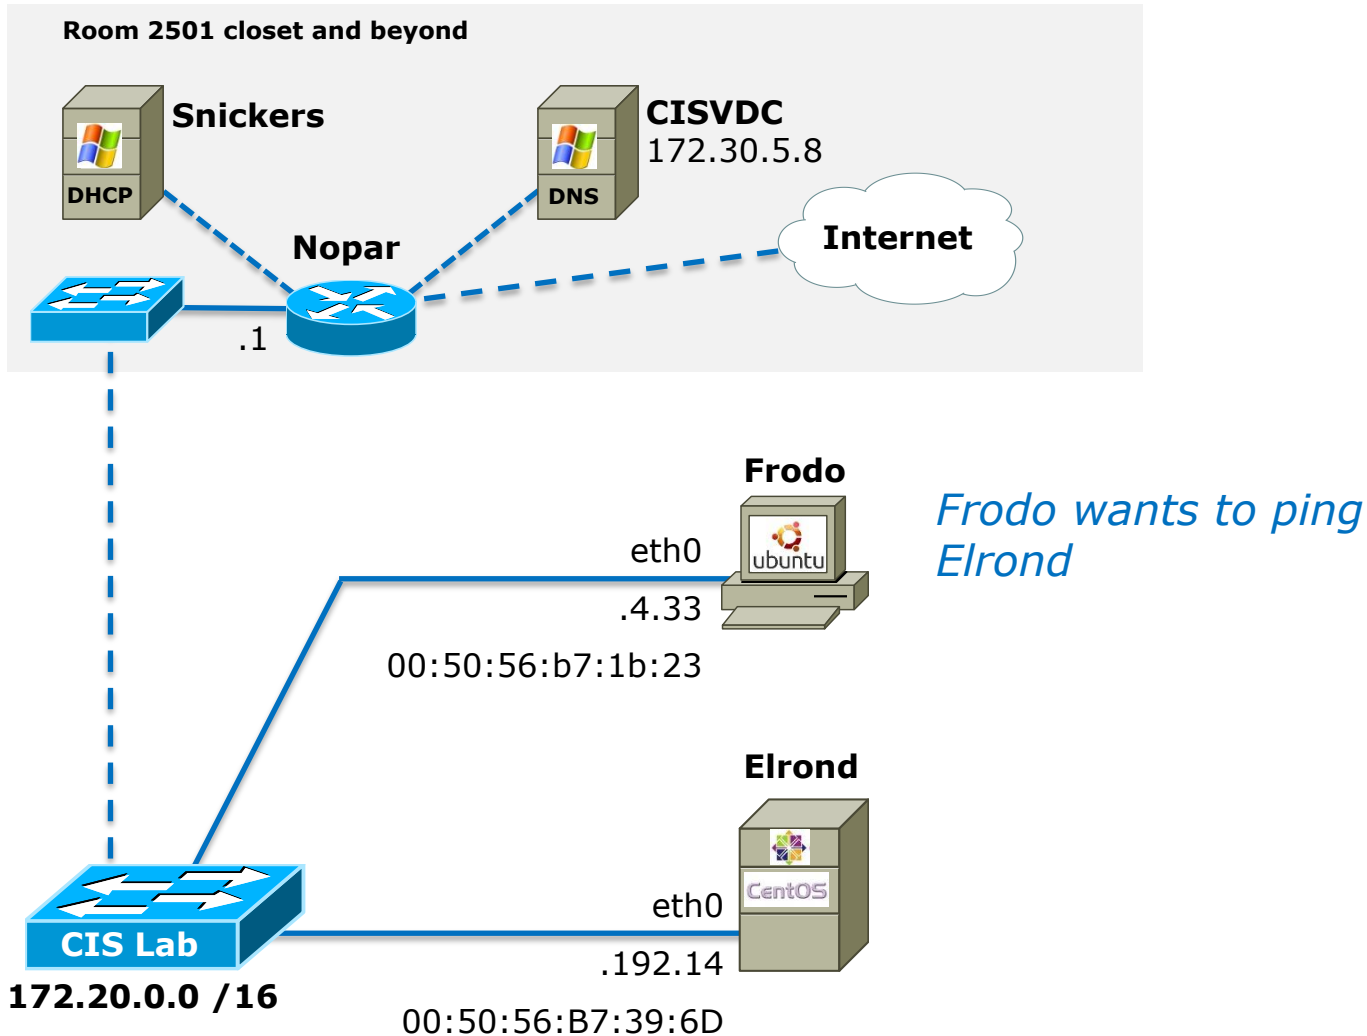 Room 2501 closet and beyond
Snickers
DHCP
CISVDC
172.30.5.8
DNS
Internet
Nopar
.1
Frodo
ubuntu
eth0
.4.33
00:50:56:b7:1b:23
Frodo wants to ping
Elrond
Elrond
CentOS
eth0
.192.14
00:50:56:B7:39:6D
CIS Lab
172.20.0.0 /16